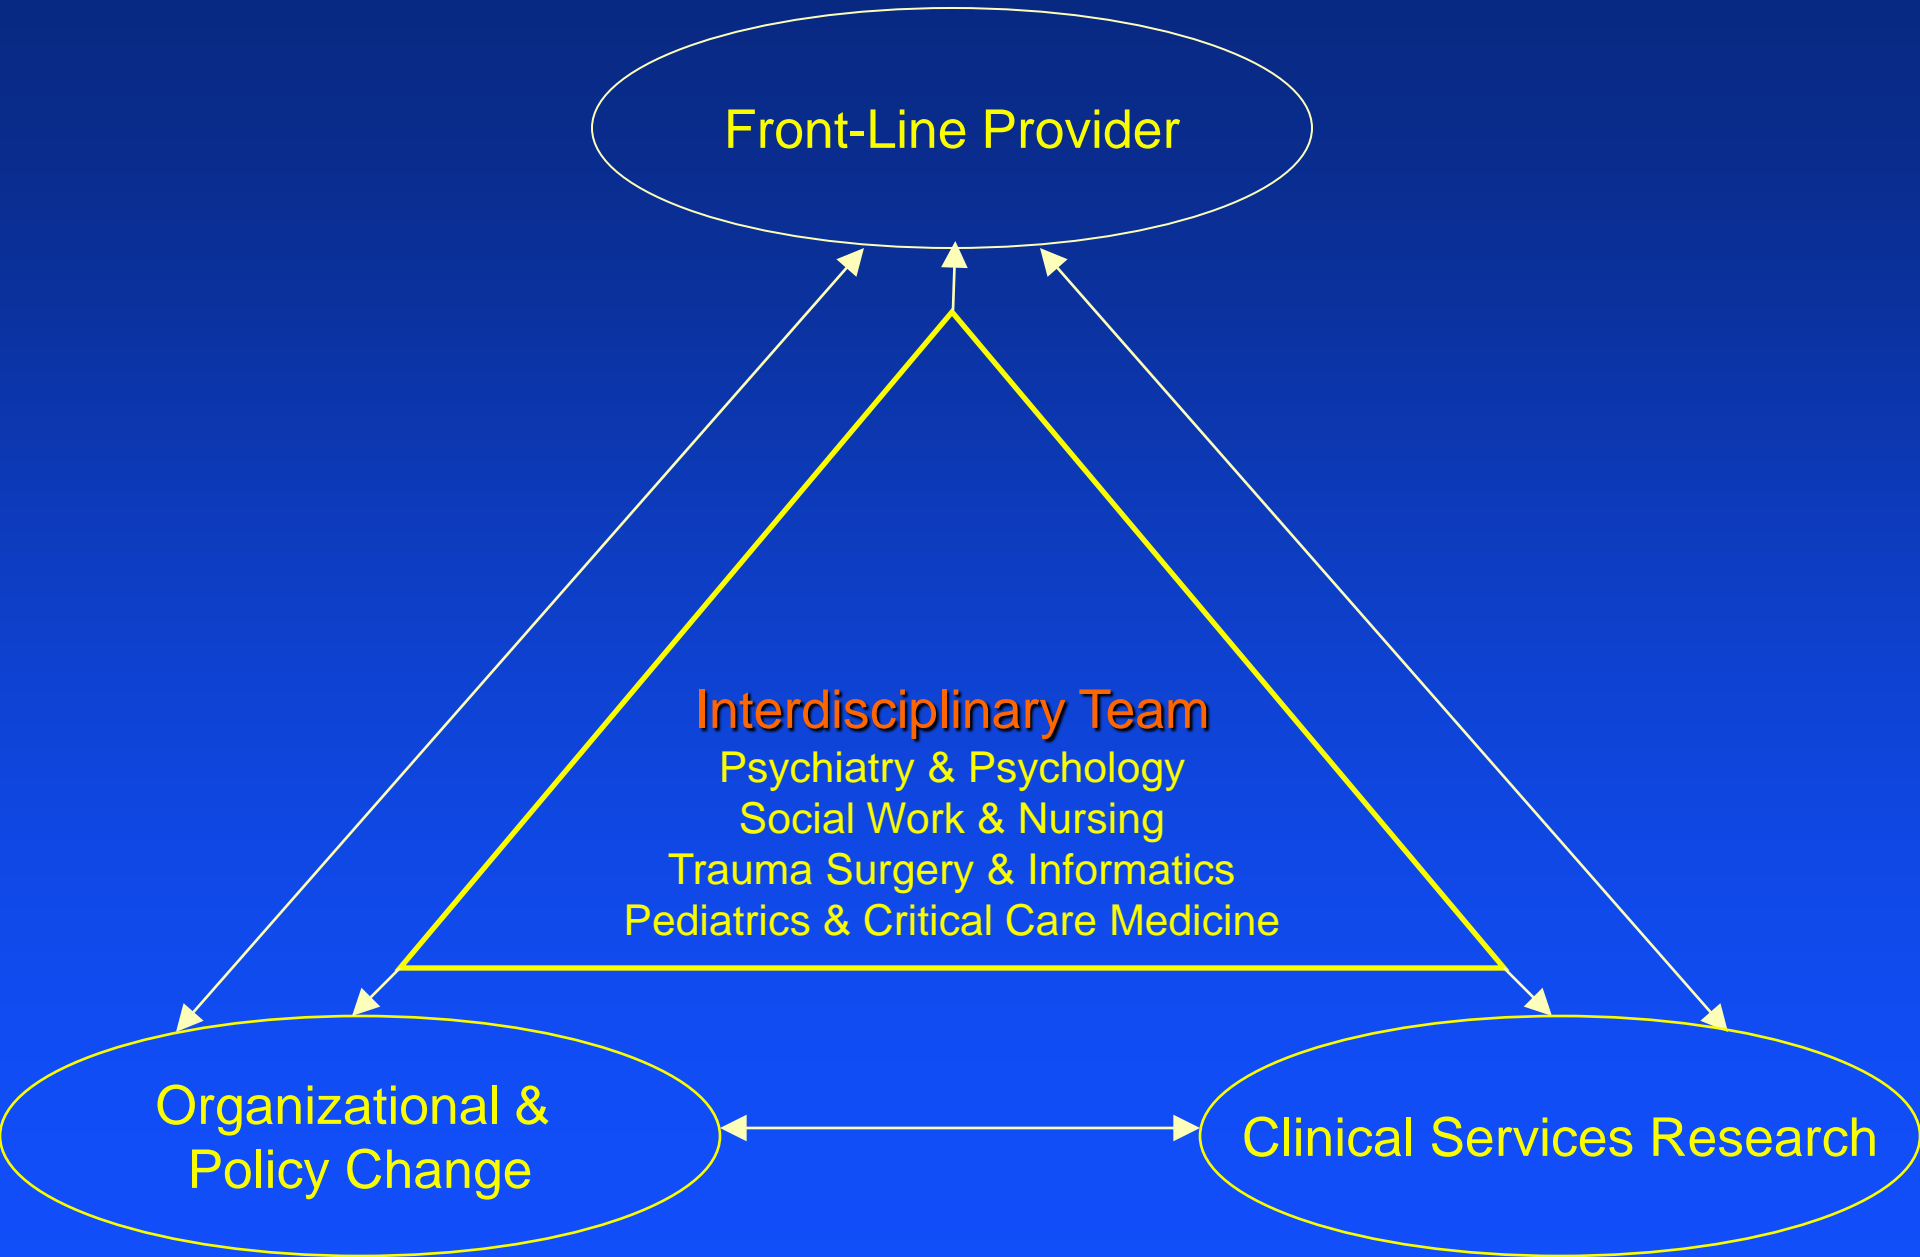 Front-Line Provider
Interdisciplinary Team
Psychiatry & Psychology
Social Work & Nursing
Trauma Surgery & Informatics
Pediatrics & Critical Care Medicine
Organizational &
Policy Change
Clinical Services Research